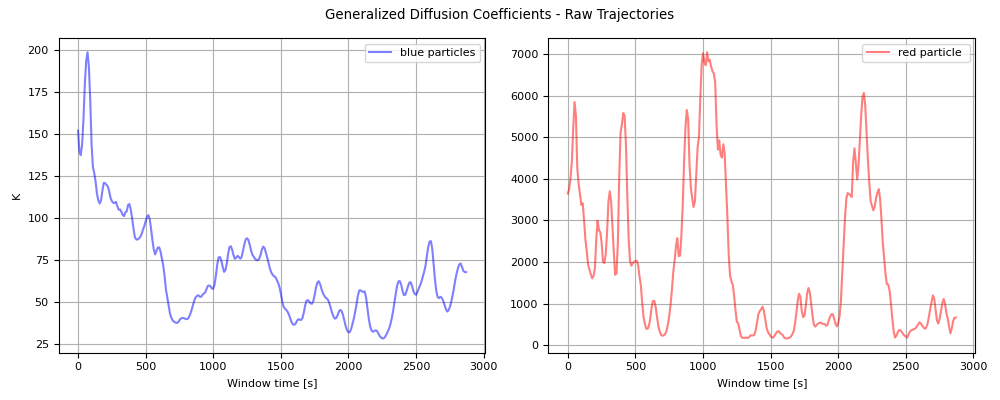 Generalized Diffusion Coefficients - Raw Trajectories
blue particles
K
200
175
150
125
100
75
50
25
0 500 1000 1500 2000 2500 3000
Window time [s]
red particle
7000
6000
5000
4000
3000
2000
1000
0
0 500 1000 1500 2000 2500 3000
Window time [s]